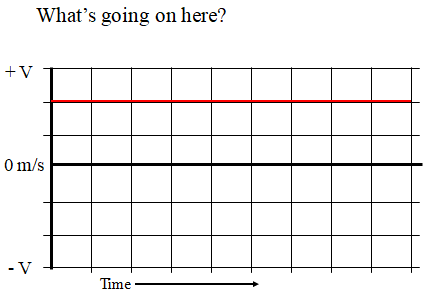 What's going on here?
+ V
0 m/s
- V
Time